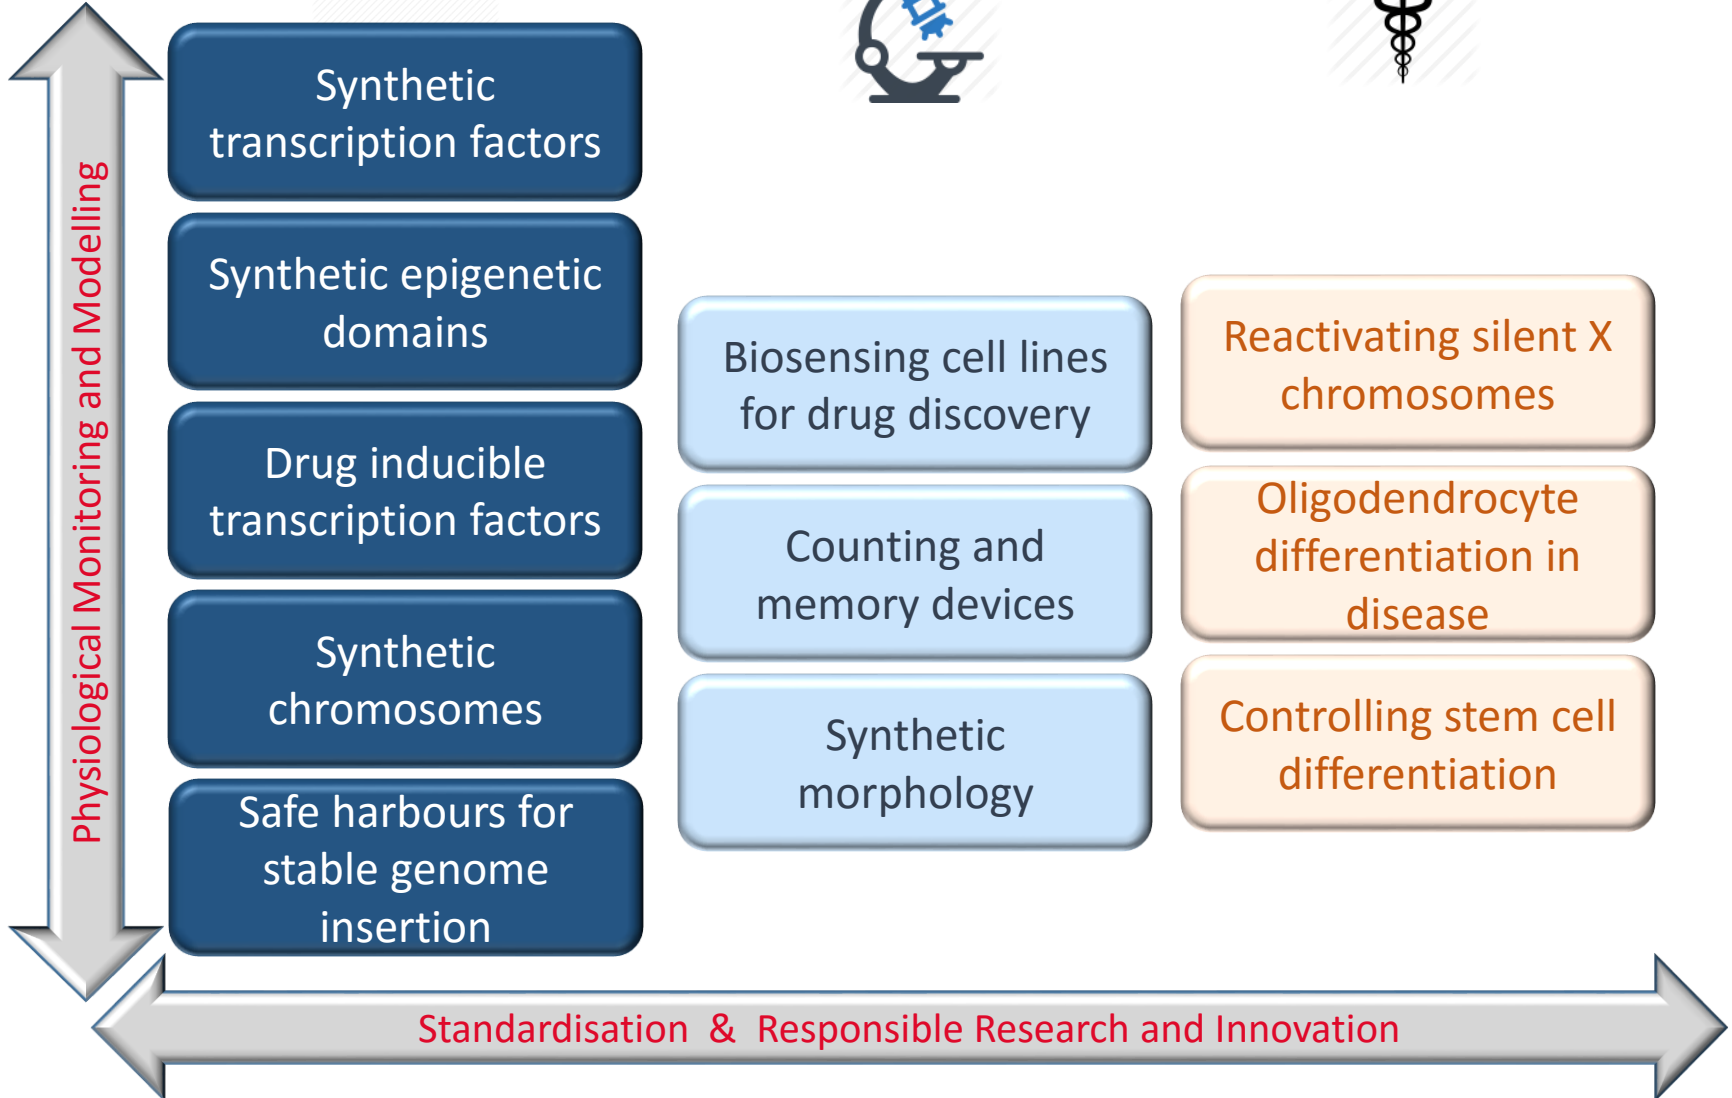 Physiological Monitoring and Modelling
Synthetic
transcription factors
Synthetic epigenetic
domains
Drug inducible
transcription factors
Synthetic
chromosomes
Safe harbours for
stable genome
insertion
Biosensing cell lines
for drug discovery
Counting and
memory devices
Synthetic
morphology
Reactivating silent X
chromosomes
Oligodendrocyte
differentiation in
disease
Controlling stem cell
differentiation
Standardisation & Responsible Research and Innovation